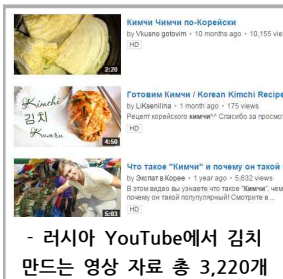 Кимчи Чимчи по-Корейски
by Vkusno gotovim • 10 months ago • 10,155 vie
HD
2:20
Готовим Кимчи / Korean Kimchi Recipe
by LiKsenilina • 1 month ago • 175 views
Рецепт корейского кимчи^^ Спасибо за просмот
HD
Kimchi
김치
4:50
Что такое "Кимчи" и почему он такой
by Экспат в Корее • 1 year ago • 5,632 views
В этом видео вы узнаете что такое "Кимчи", чем
почему он такой популярный! Смотрите в ...
HD
5:03
- 러시아 YouTube에서 김치
만드는 영상 자료 총 3,220개